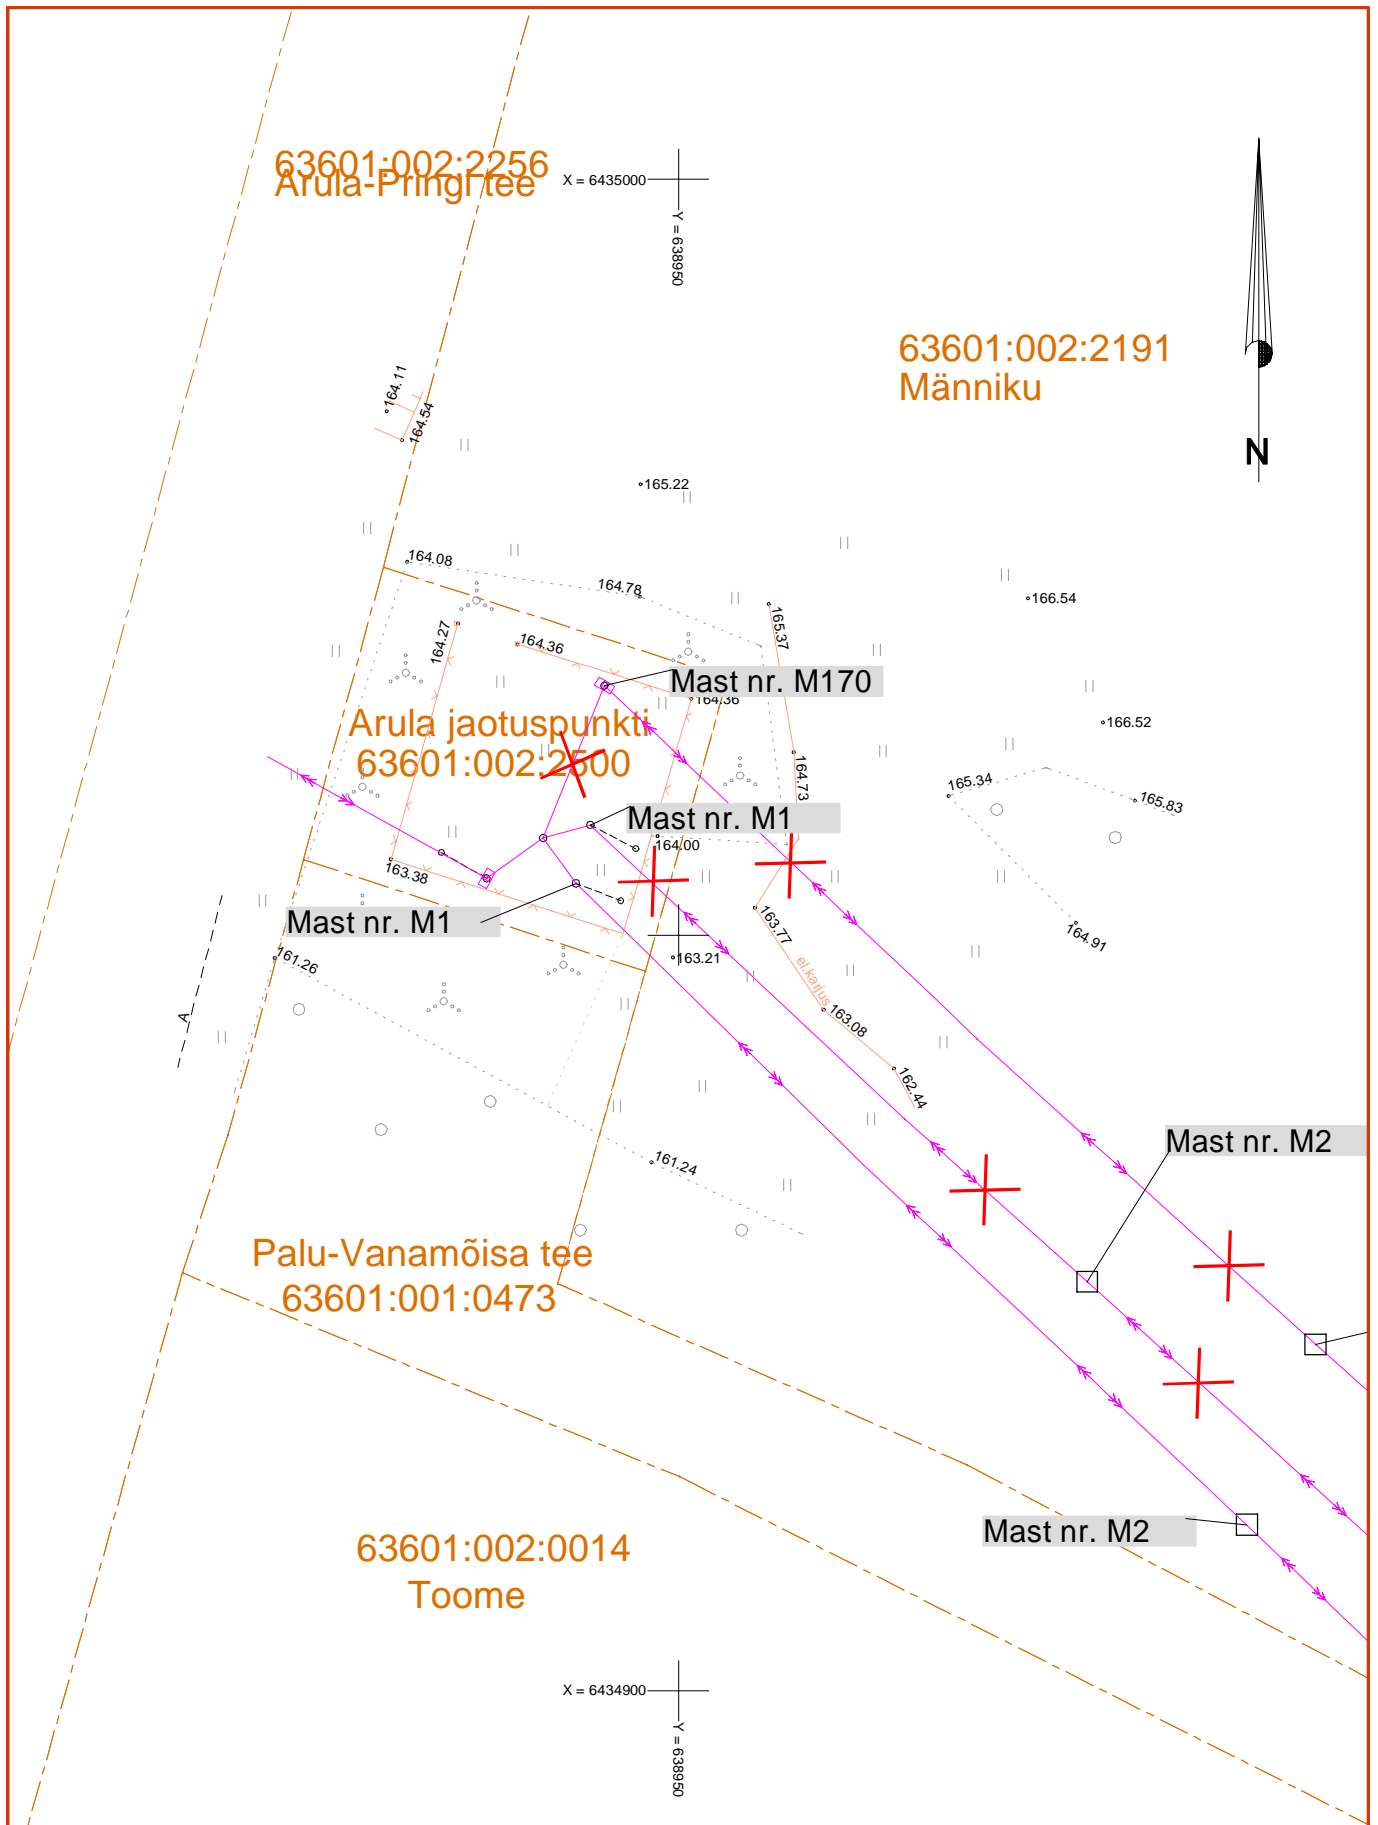 63601:002:2256
Arula-Pringi tee
X = 6435000
Y = 638950
63601:002:2191
Männiku
N
164.11
164.54
165.22
164.08
164.78
165.37
166.54
164.27
164.36
Mast nr. M170
164.36
166.52
Arula jaotuspunkti
63601:002:2500
164.73
165.34
165.83
Mast nr. M1
164.00
163.38
Mast nr. M1
163.77
164.91
161.26
163.21
el.karjus
A
163.08
162.44
Mast nr. M2
161.24
Palu-Vanamõisa tee
63601:001:0473
Mast nr. M2
63601:002:0014
Toome
X = 6434900
Y = 638950